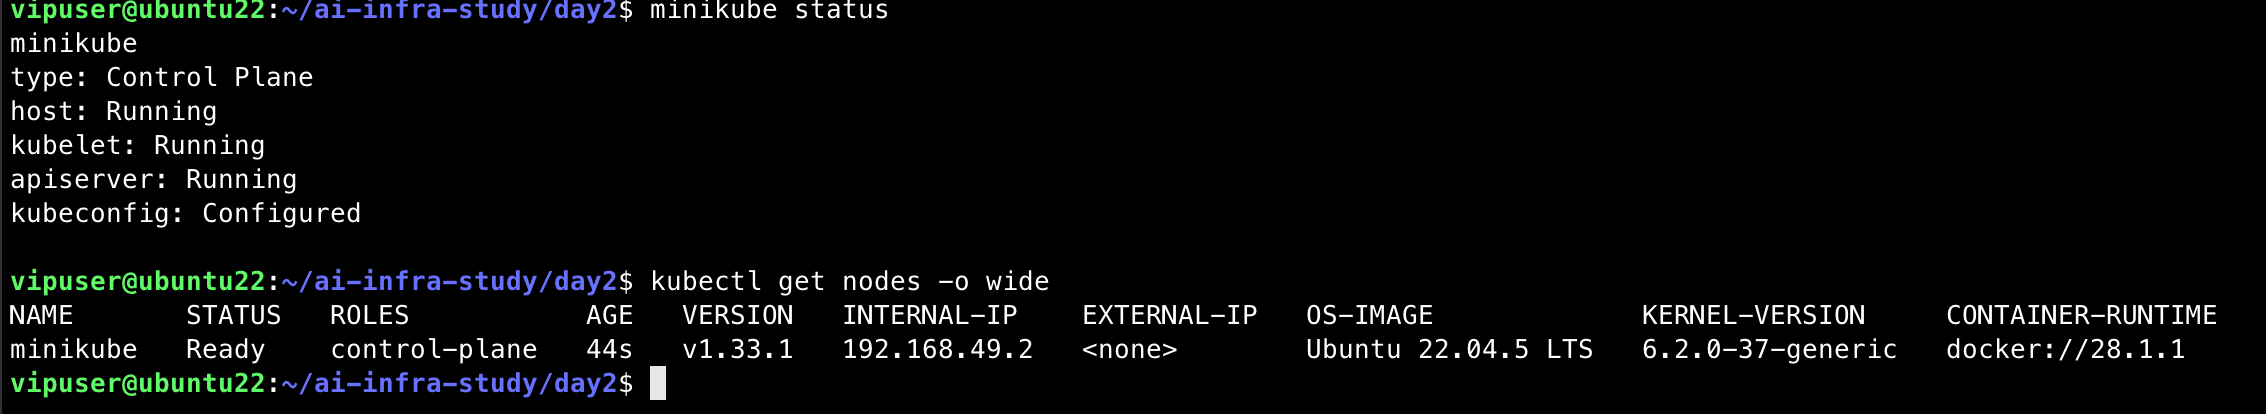 vipuser@ubuntu22:~/ai-infra-study/day2$ minikube status
minikube
type: Control Plane
host: Running
kubelet: Running
apiserver: Running
kubeconfig: Configured

vipuser@ubuntu22:~/ai-infra-study/day2$ kubectl get nodes -o wide
NAME       STATUS   ROLES           AGE   VERSION   INTERNAL-IP    EXTERNAL-IP   OS-IMAGE             KERNEL-VERSION    CONTAINER-RUNTIME
minikube   Ready    control-plane   44s   v1.33.1   192.168.49.2   <none>        Ubuntu 22.04.5 LTS   6.2.0-37-generic   docker://28.1.1
vipuser@ubuntu22:~/ai-infra-study/day2$